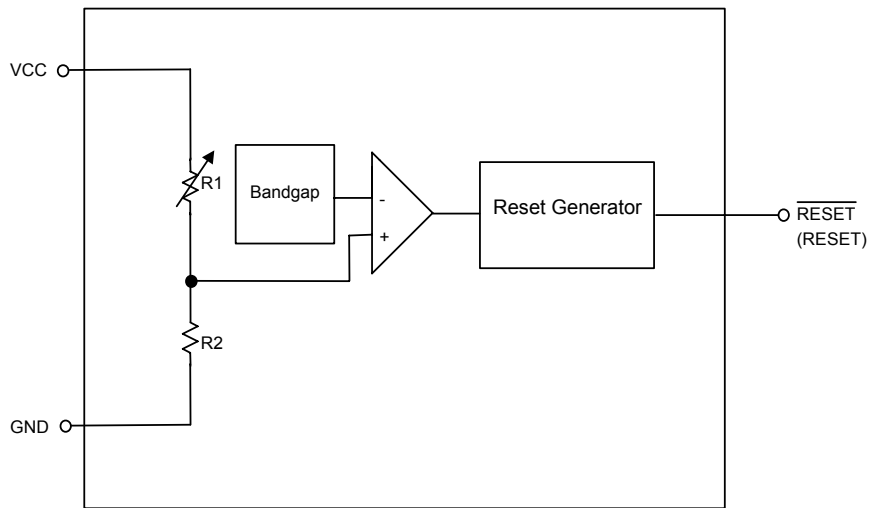 VCC
R1
Bandgap
-
+
Reset Generator
RESET
(RESET)
R2
GND